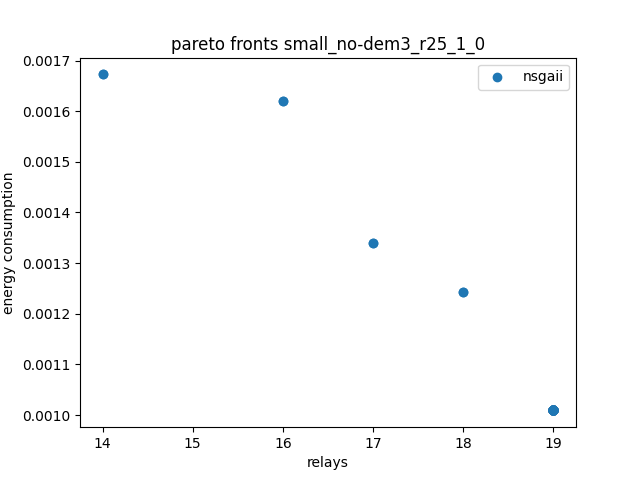 pareto fronts small_no-dem3_r25_1_0
nsgaii
energy consumption
0.0017
0.0016
0.0015
0.0014
0.0013
0.0012
0.0011
0.0010
14 15 16 17 18 19
relays